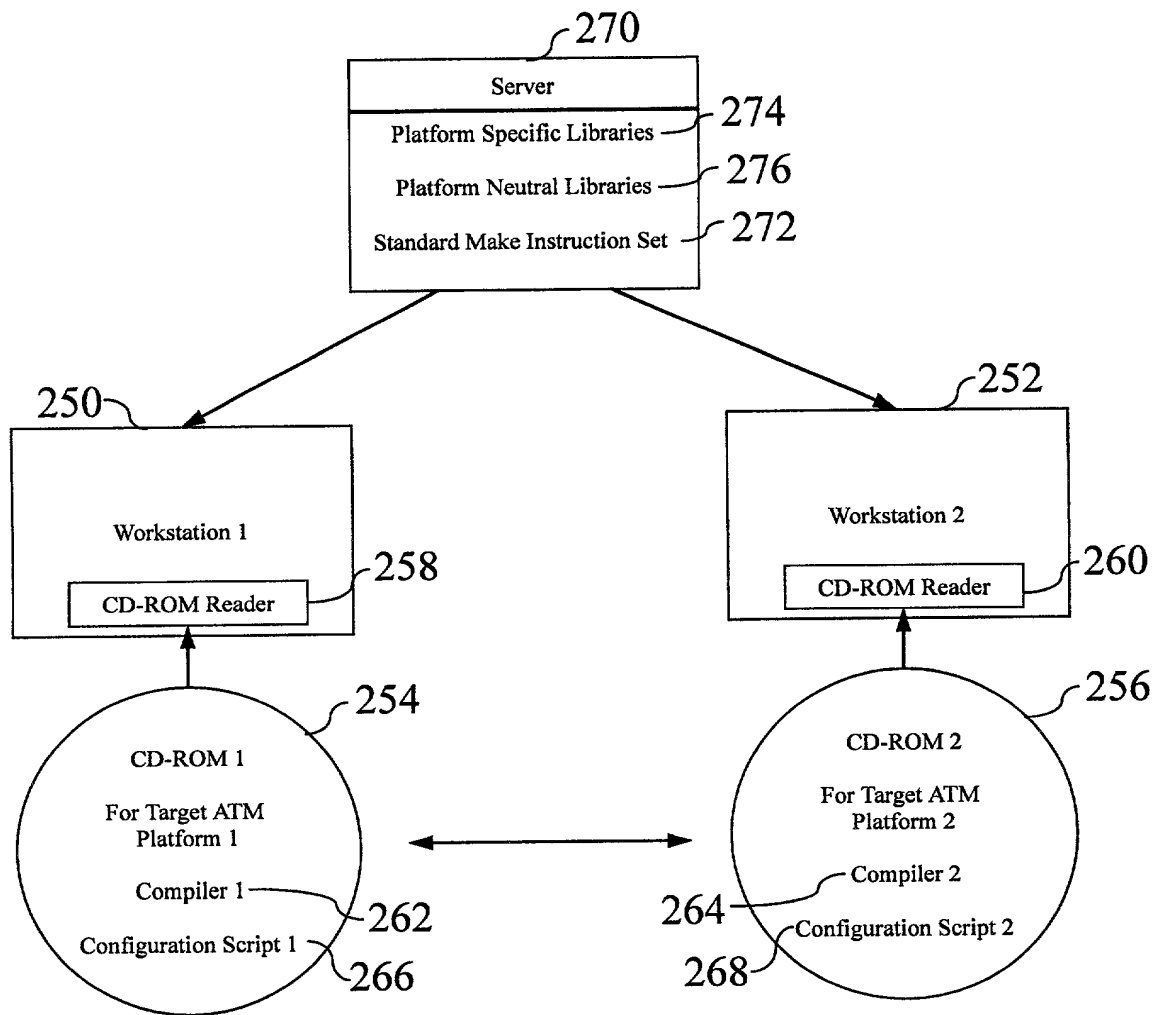 270
Server
Platform Specific Libraries
274
Platform Neutral Libraries
276
Standard Make Instruction Set
272
250
252
Workstation 1
Workstation 2
258
CD-ROM Reader
260
CD-ROM Reader
254
256
CD-ROM 1
For Target ATM
Platform 1
Compiler 1
262
Configuration Script 1
266
CD-ROM 2
For Target ATM
Platform 2
Compiler 2
264
Configuration Script 2
268